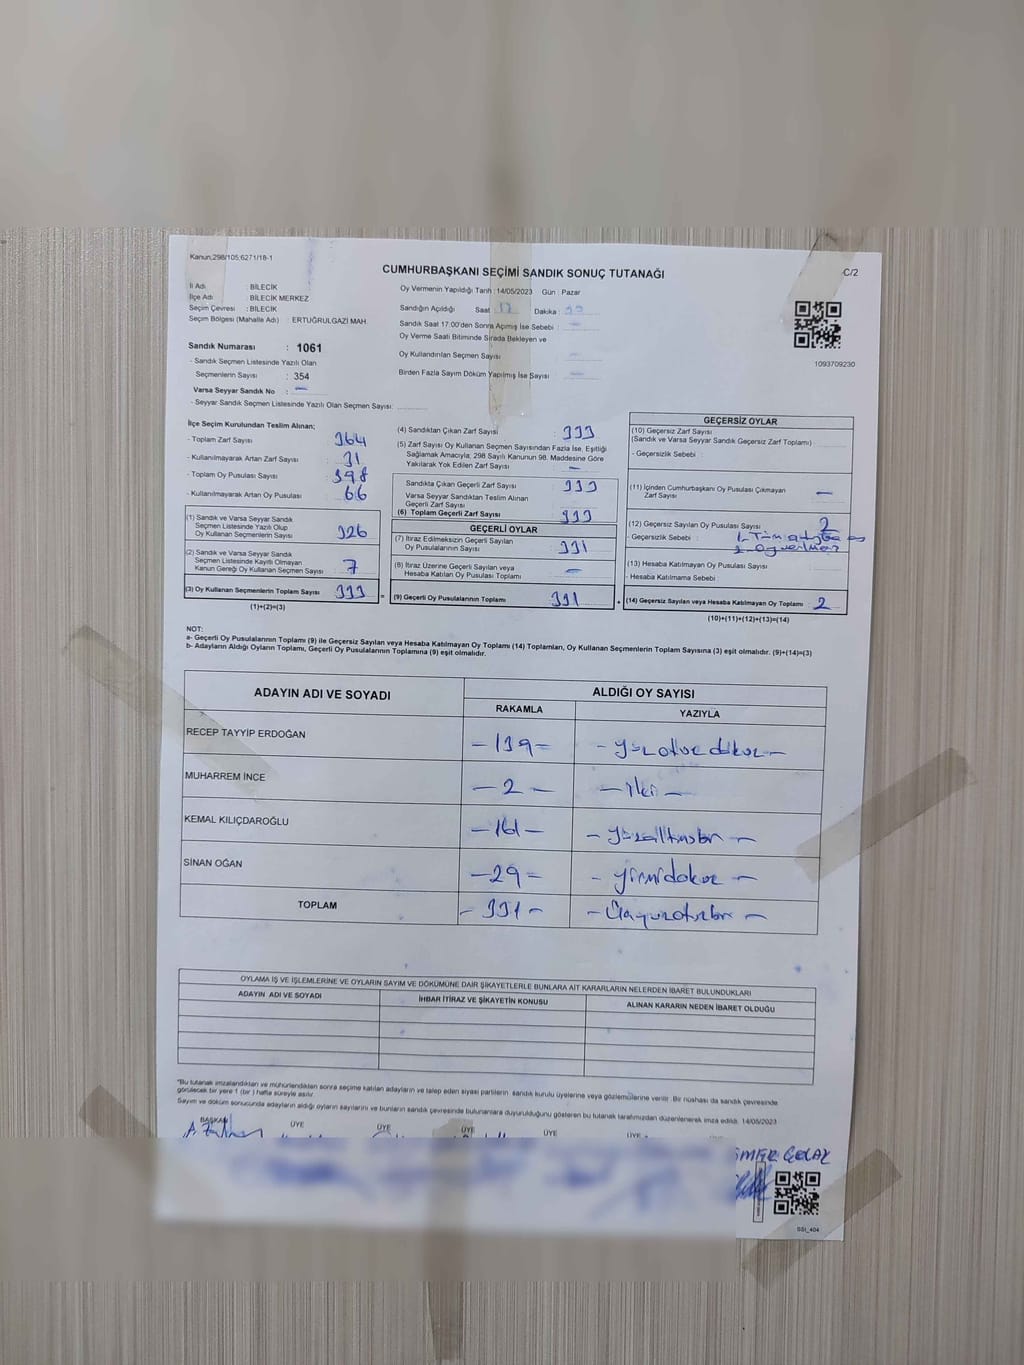 Kanun;298/105;6271/18-1
CUMHURBAŞKANI SEÇİMİ SANDIK SONUÇ TUTANAĞI
C/2
İl Adı : BİLECİK
İlçe Adı : BİLECİK MERKEZ
Seçim Çevresi : BİLECİK
Seçim Bölgesi (Mahalle Adı) : ERTUĞRULGAZİ MAH.
Sandık Numarası : 1061
- Sandık Seçmen Listesinde Yazılı Olan
Seçmenlerin Sayısı : 354
Varsa Seyyar Sandık No : —
- Seyyar Sandık Seçmen Listesinde Yazılı Olan Seçmen Sayısı:
Oy Vermenin Yapıldığı Tarih : 14/05/2023 Gün : Pazar
Sandığın Açıldığı Saat : 17 Dakika :
Sandık Saat 17.00'den Sonra Açımış İse Sebebi : —
Oy Verme Saati Bitiminde Sırada Bekleyen ve
Oy Kullandırılan Seçmen Sayısı —
Birden Fazla Sayım Döküm Yapılmış İse Sayısı —
1093709230
İlçe Seçim Kurulundan Teslim Alınan;
- Toplam Zarf Sayısı 364
- Kullanılmayarak Artan Zarf Sayısı 31
- Toplam Oy Pusulası Sayısı 398
- Kullanılmayarak Artan Oy Pusulası 66
(1) Sandık ve Varsa Seyyar Sandık
Seçmen Listesinde Yazılı Olup
Oy Kullanan Seçmenlerin Sayısı 326
(2) Sandık ve Varsa Seyyar Sandık
Seçmen Listesinde Kayıtlı Olmayan
Kanun Gereği Oy Kullanan Seçmen Sayısı 7
(3) Oy Kullanan Seçmenlerin Toplam Sayısı 333 =
(1)+(2)=(3)
(4) Sandıktan Çıkan Zarf Sayısı 333
(5) Zarf Sayısı Oy Kullanan Seçmen Sayısından Fazla İse, Eşitliği
Sağlamak Amacıyla; 298 Sayılı Kanunun 98. Maddesine Göre
Yakılarak Yok Edilen Zarf Sayısı —
Sandıkta Çıkan Geçerli Zarf Sayısı 333
Varsa Seyyar Sandıktan Teslim Alınan
Geçerli Zarf Sayısı
(6) Toplam Geçerli Zarf Sayısı 333
GEÇERLİ OYLAR
(7) İtiraz Edilmeksizin Geçerli Sayılan
Oy Pusulalarının Sayısı 331
(8) İtiraz Üzerine Geçerli Sayılan veya
Hesaba Katılan Oy Pusulası Toplamı —
(9) Geçerli Oy Pusulalarının Toplamı 331 +
GEÇERSİZ OYLAR
(10) Geçersiz Zarf Sayısı
(Sandık ve Varsa Seyyar Sandık Geçersiz Zarf Toplamı)
- Geçersizlik Sebebi :
(11) İçinden Cumhurbaşkanı Oy Pusulası Çıkmayan
Zarf Sayısı —
(12) Geçersiz Sayılan Oy Pusulası Sayısı 2
- Geçersizlik Sebebi : 1- Tüm
2-
(13) Hesaba Katılmayan Oy Pusulası Sayısı
- Hesaba Katılmama Sebebi
(14) Geçersiz Sayılan veya Hesaba Katılmayan Oy Toplamı 2
(10)+(11)+(12)+(13)=(14)
NOT:
a- Geçerli Oy Pusulalarının Toplamı (9) ile Geçersiz Sayılan veya Hesaba Katılmayan Oy Toplamı (14) Toplamları, Oy Kullanan Seçmenlerin Toplam Sayısına (3) eşit olmalıdır. (9)+(14)=(3)
b- Adayların Aldığı Oyların Toplamı, Geçerli Oy Pusulalarının Toplamına (9) eşit olmalıdır.
ADAYIN ADI VE SOYADI ALDIĞI OY SAYISI
RAKAMLA YAZIYLA
RECEP TAYYİP ERDOĞAN – 139 – – yüzotuzdokuz –
MUHARREM İNCE – 2 – – iki –
KEMAL KILIÇDAROĞLU – 161 – – yüzaltmışbir –
SİNAN OĞAN – 29 – – yirmidokuz –
TOPLAM – 331 – – üçyüzotuzbir –
OYLAMA İŞ VE İŞLEMLERİNE VE OYLARIN SAYIM VE DÖKÜMÜNE DAİR ŞİKAYETLERLE BUNLARA AİT KARARLARIN NELERDEN İBARET BULUNDUKLARI
ADAYIN ADI VE SOYADI İHBAR İTİRAZ VE ŞİKAYETİN KONUSU ALINAN KARARIN NEDEN İBARET OLDUĞU
"Bu tutanak imzalandıktan ve mühürlendikten sonra seçime katılan adayların ve talep eden siyasi partilerin sandık kurulu üyelerine veya gözlemcilerine verilir. Bir nüshası da sandık çevresinde
görülecek bir yere 1 (bir) hafta süreyle asılır.
Sayım ve döküm sonucunda adayların aldığı oyların sayılarını ve bunların sandık çevresinde bulunanlara duyurulduğunu gösteren bu tutanak tarafımızdan düzenlenerek imza edildi. 14/05/2023
BAŞKAN ÜYE ÜYE ÜYE ÜYE ÜYE
SSt_404